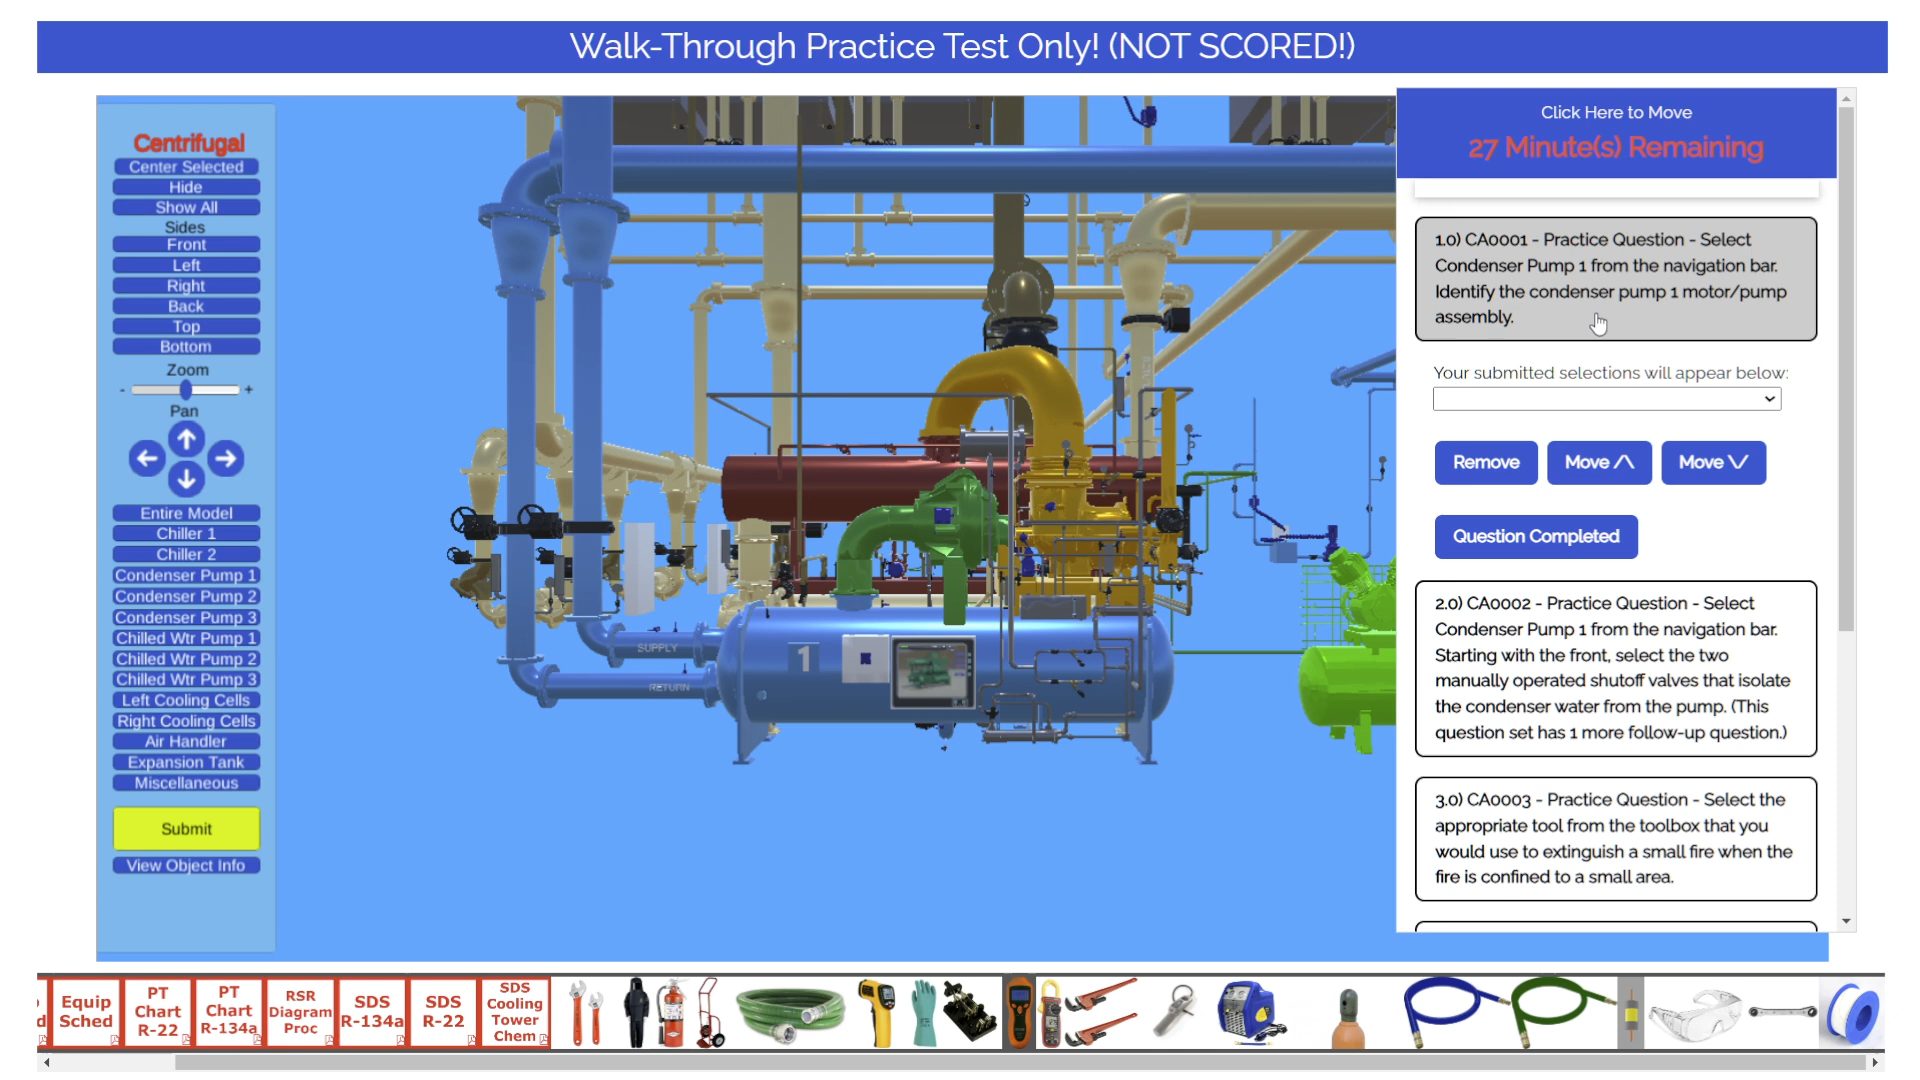 Walk-Through Practice Test Only! (NOT SCORED!)
Centrifugal
Center Selected
Hide
Show All
Sides
Front
Left
Right
Back
Top
Bottom
Zoom
- +
Pan
Entire Model
Chiller 1
Chiller 2
Condenser Pump 1
Condenser Pump 2
Condenser Pump 3
Chilled Wtr Pump 1
Chilled Wtr Pump 2
Chilled Wtr Pump 3
Left Cooling Cells
Right Cooling Cells
Air Handler
Expansion Tank
Miscellaneous
Submit
View Object Info
SUPPLY
RETURN
1
Click Here to Move
27 Minute(s) Remaining
1.0) CA0001 - Practice Question - Select
Condenser Pump 1 from the navigation bar.
Identify the condenser pump 1 motor/pump
assembly.
Your submitted selections will appear below:
Remove
Move ⋀
Move ⋁
Question Completed
2.0) CA0002 - Practice Question - Select
Condenser Pump 1 from the navigation bar.
Starting with the front, select the two
manually operated shutoff valves that isolate
the condenser water from the pump. (This
question set has 1 more follow-up question.)
3.0) CA0003 - Practice Question - Select the
appropriate tool from the toolbox that you
would use to extinguish a small fire when the
fire is confined to a small area.
Equip
Sched
PT
Chart
R-22
PT
Chart
R-134a
RSR
Diagram
Proc
SDS
R-134a
SDS
R-22
SDS
Cooling
Tower
Chem